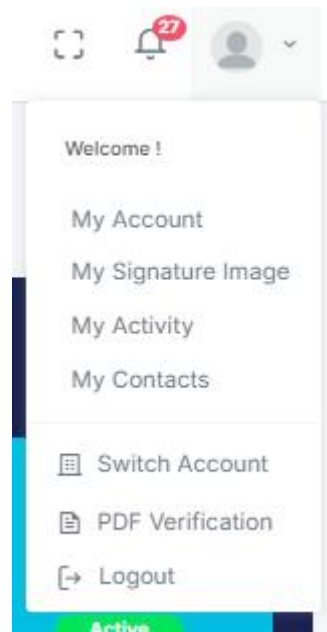 27
Welcome !
My Account
My Signature Image
My Activity
My Contacts
Switch Account
PDF Verification
Logout
Active